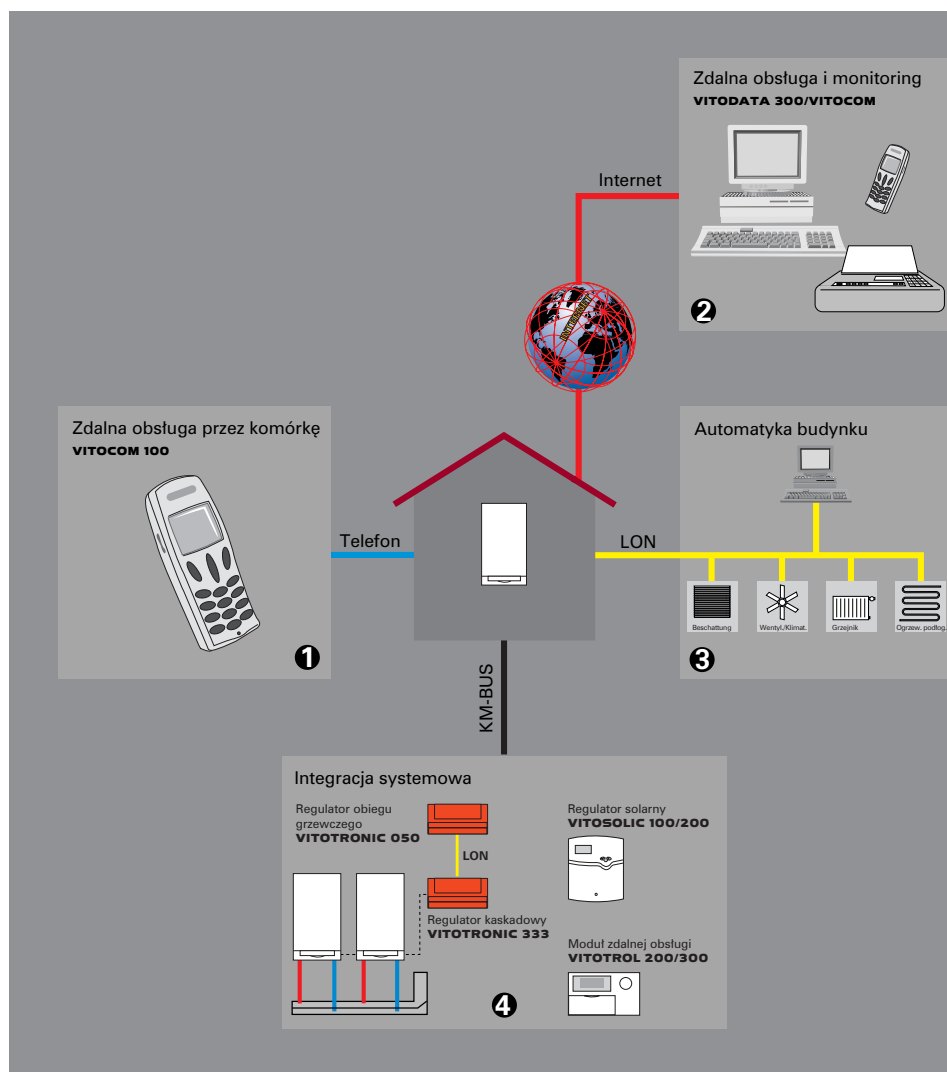 Zdalna obsługa i monitoring
VITODATA 300/VITOCOM
Internet
INTERNET
2
Zdalna obsługa przez komórkę
VITOCOM 100
1
Telefon
Automatyka budynku
LON
Beschattung
Wentyl./Klimat.
Grzejnik
Ogrzew. podłog.
3
KM-BUS
Integracja systemowa
Regulator obiegu
grzewczego
VITOTRONIC 050
LON
Regulator kaskadowy
VITOTRONIC 333
Regulator solarny
VITOSOLIC 100/200
Moduł zdalnej obsługi
VITOTROL 200/300
4